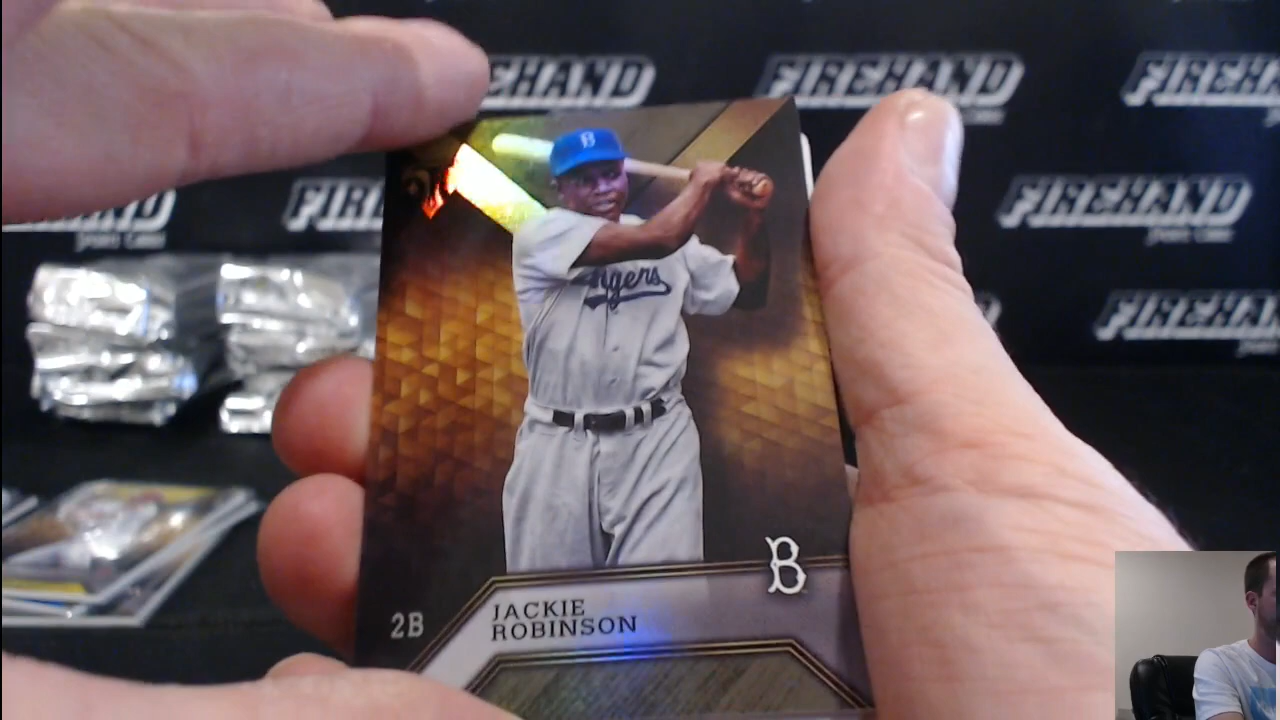 FIREHAND
FIREHAND
FIREHAND
FIREHAND
FIREHAND
FIREHAND
B
Dodgers
B
2B
JACKIE
ROBINSON